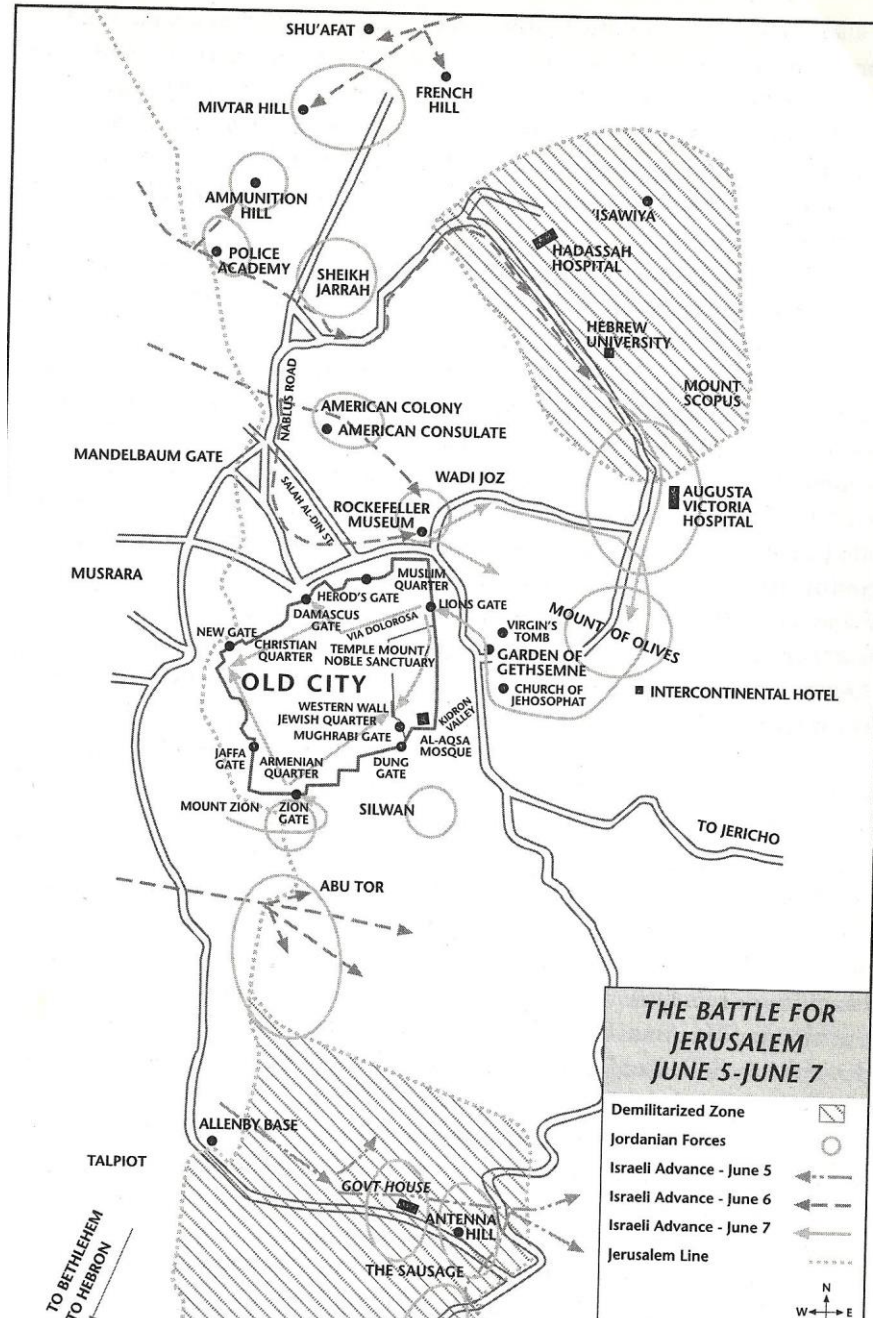 SHU'AFAT
FRENCH
HILL
MIVTAR HILL
AMMUNITION
HILL
'ISAWIYA
POLICE
ACADEMY
HADASSAH
HOSPITAL
SHEIKH
JARRAH
HEBREW
UNIVERSITY
MOUNT
SCOPUS
NABLUS ROAD
AMERICAN COLONY
AMERICAN CONSULATE
MANDELBAUM GATE
WADI JOZ
SALAH AL-DIN ST.
ROCKEFELLER
MUSEUM
AUGUSTA
VICTORIA
HOSPITAL
MUSRARA
MUSLIM
QUARTER
HEROD'S GATE
LIONS GATE
DAMASCUS
GATE
VIA DOLOROSA
MOUNT OF OLIVES
VIRGIN'S
TOMB
NEW GATE
CHRISTIAN
QUARTER
TEMPLE MOUNT/
NOBLE SANCTUARY
GARDEN OF
GETHSEMNE
OLD CITY
CHURCH OF
JEHOSOPHAT
INTERCONTINENTAL HOTEL
WESTERN WALL
JEWISH QUARTER
MUGHRABI GATE
KIDRON
VALLEY
AL-AQSA
MOSQUE
JAFFA
GATE
ARMENIAN
QUARTER
DUNG
GATE
MOUNT ZION
ZION
GATE
SILWAN
TO JERICHO
ABU TOR
THE BATTLE FOR
JERUSALEM
JUNE 5-JUNE 7
Demilitarized Zone
Jordanian Forces
Israeli Advance - June 5
Israeli Advance - June 6
Israeli Advance - June 7
Jerusalem Line
N
W E
ALLENBY BASE
TALPIOT
GOVT HOUSE
ANTENNA
HILL
THE SAUSAGE
TO BETHLEHEM
TO HEBRON